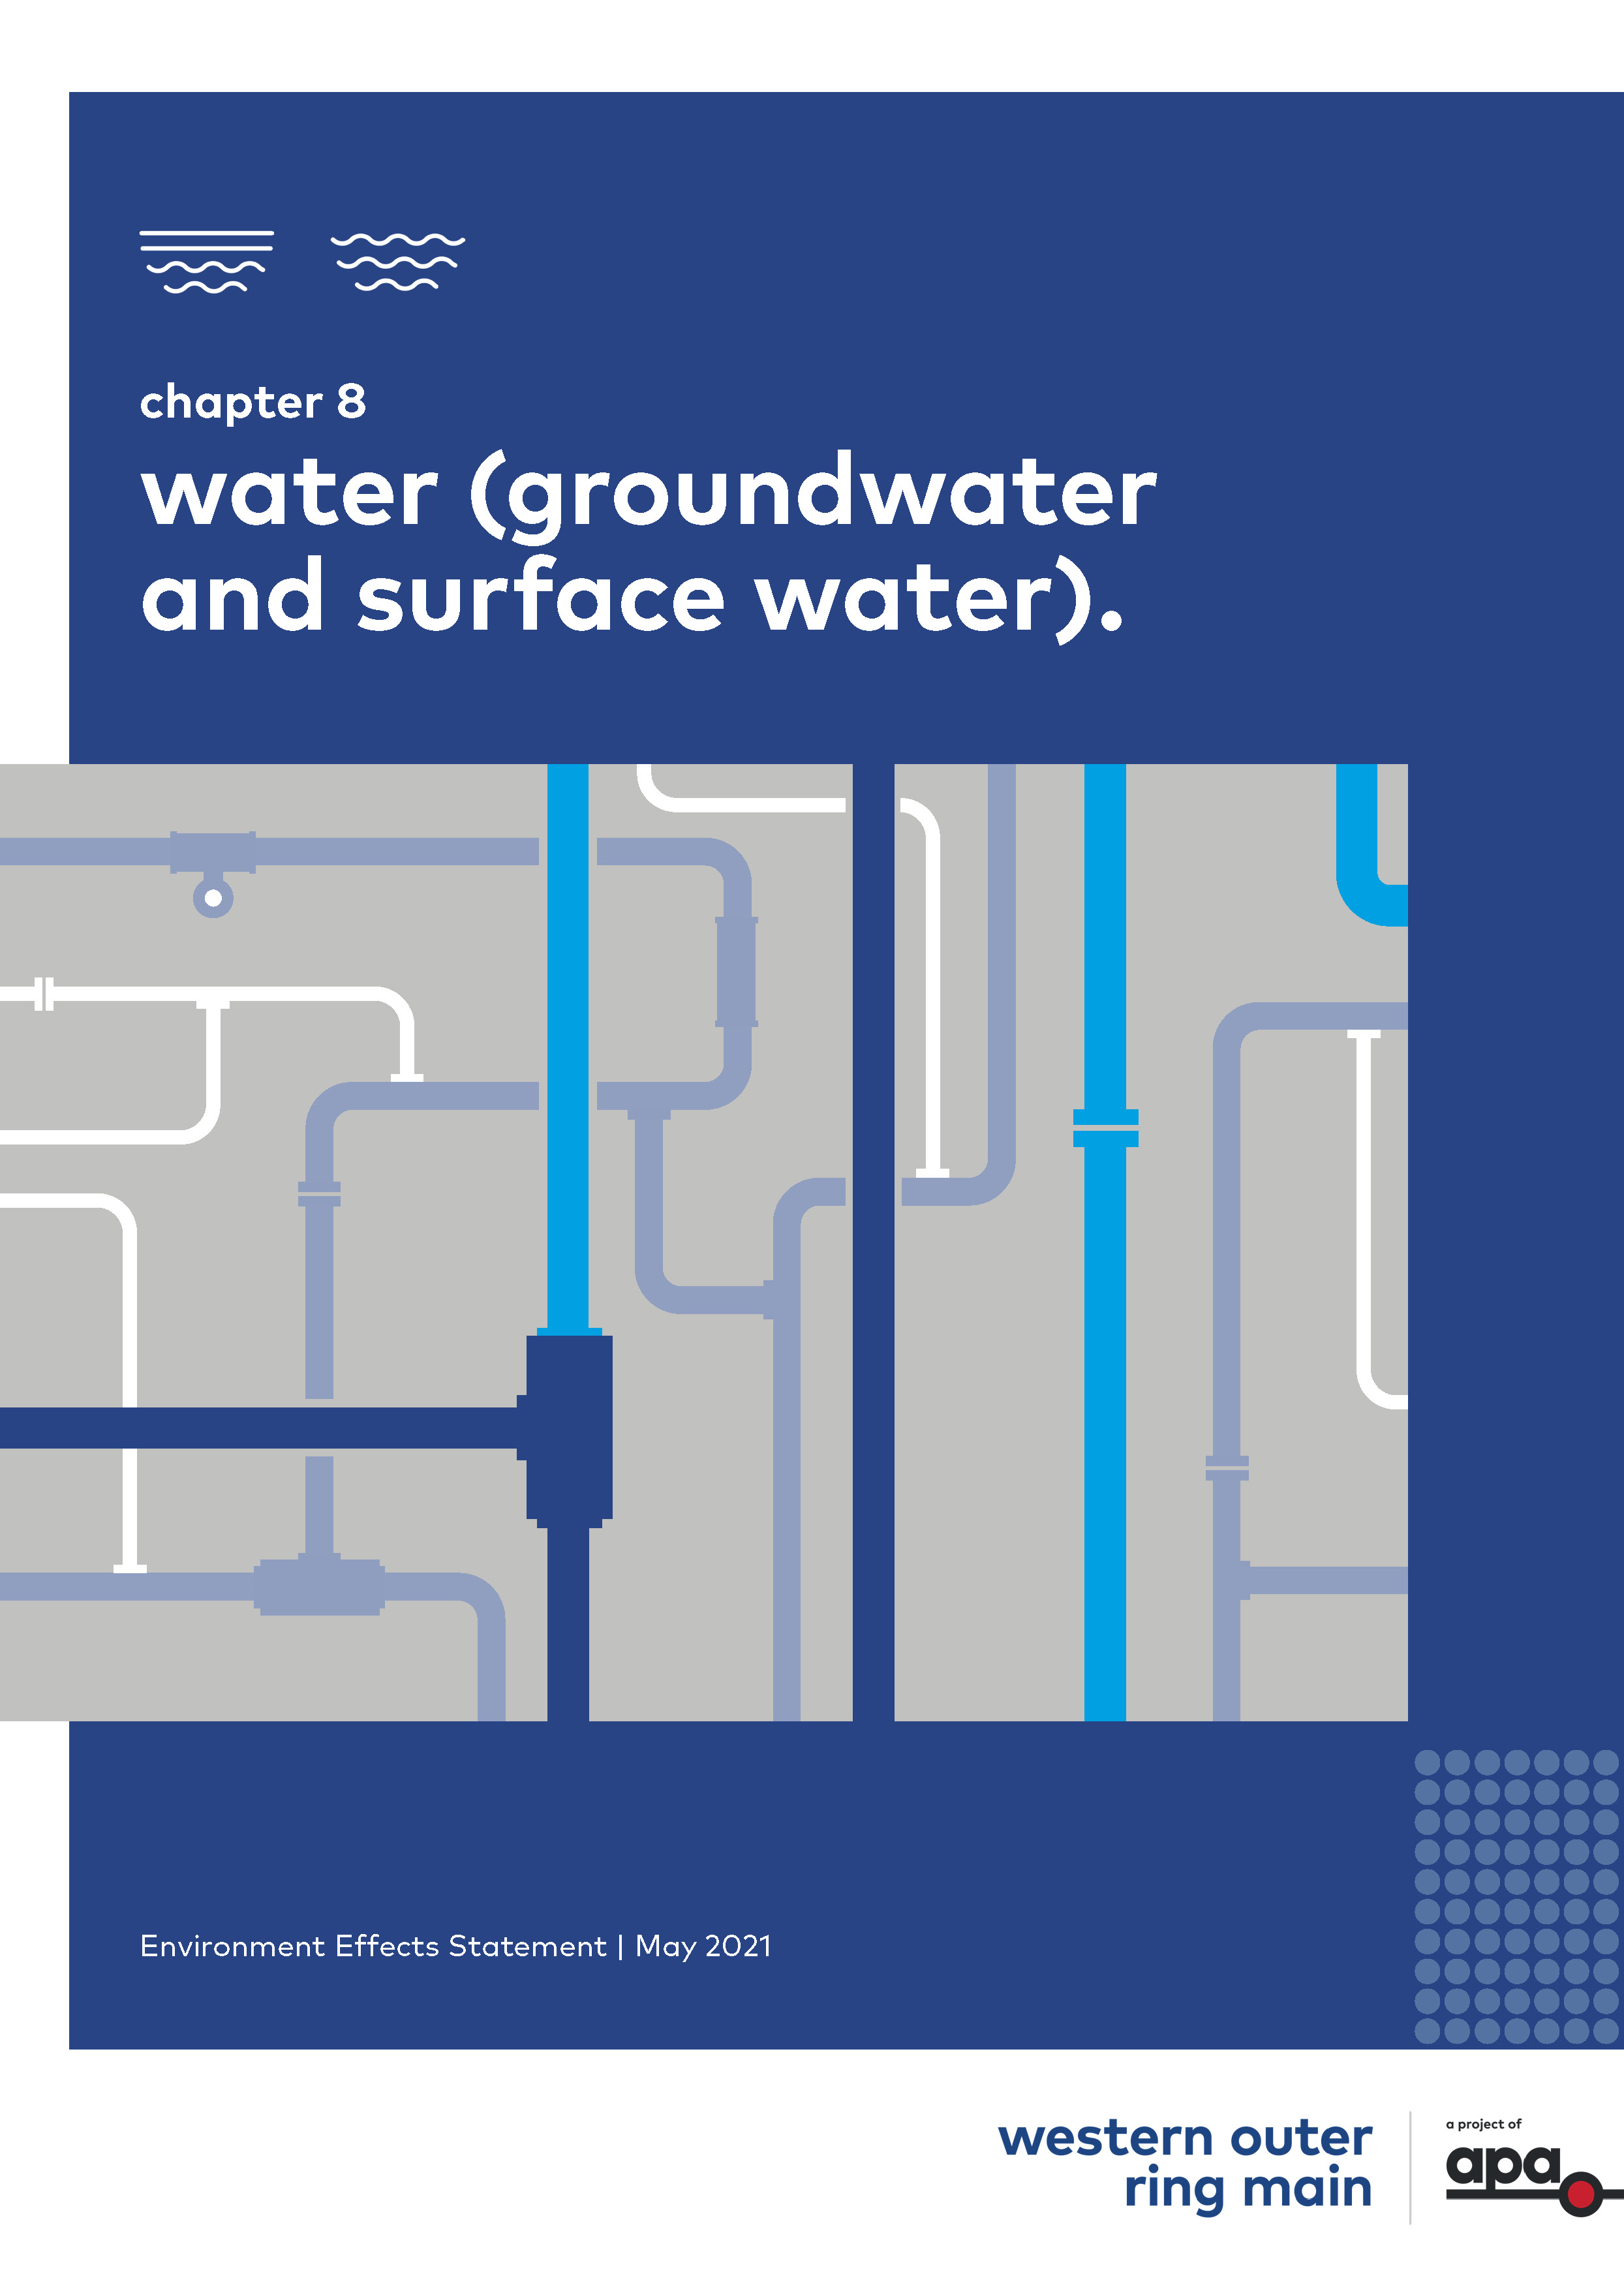 chapter 8
water (groundwater
and surface water).
Environment Effects Statement | May 2021
western outer
ring main
a project of
apa